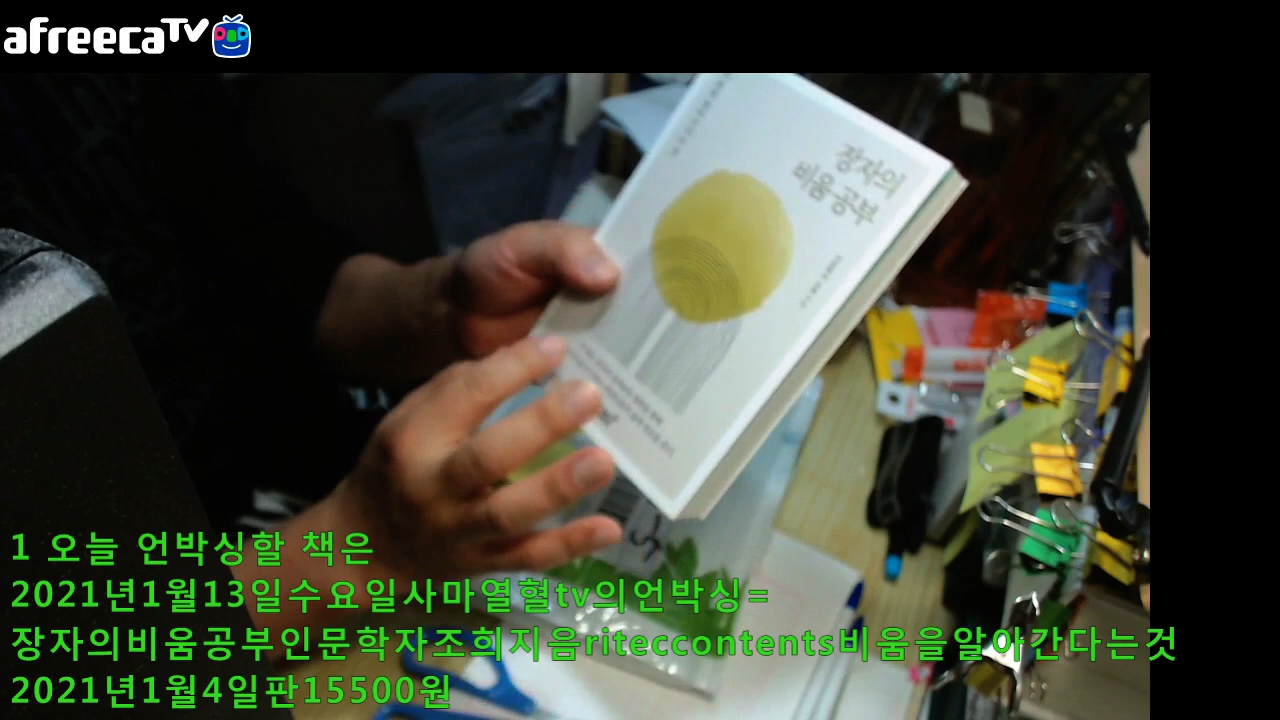 afreecaTV
장자의
비움 공부
1 오늘 언박싱할 책은
2021년1월13일수요일사마열혈tv의언박싱=
장자의비움공부인문학자조희지음riteccontents비움을알아간다는것
2021년1월4일판15500원